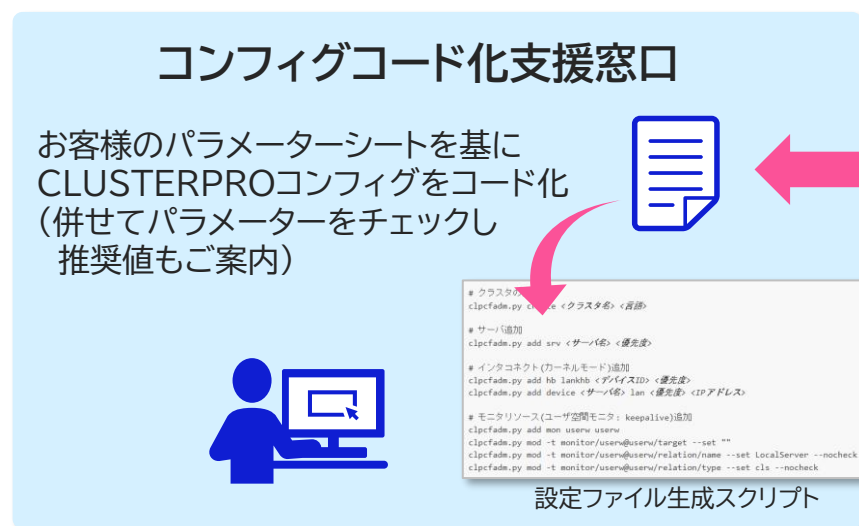 コンフィグコード化支援窓口
お客様のパラメーターシートを基に
CLUSTERPROコンフィグをコード化
(併せてパラメーターをチェックし
推奨値もご案内)
# クラスタの
clpcfadm.py c te <クラスタ名> <言語>
# サーバ追加
clpcfadm.py add srv <サーバ名> <優先度>
# インタコネクト(カーネルモード)追加
clpcfadm.py add hb lankhb <デバイスID> <優先度>
clpcfadm.py add device <サーバ名> lan <優先度> <IPアドレス>
# モニタリソース(ユーザ空間モニタ: keepalive)追加
clpcfadm.py add mon userw userw
clpcfadm.py mod -t monitor/userw@userw/target --set ""
clpcfadm.py mod -t monitor/userw@userw/relation/name --set LocalServer --nocheck
clpcfadm.py mod -t monitor/userw@userw/relation/type --set cls --nocheck
設定ファイル生成スクリプト